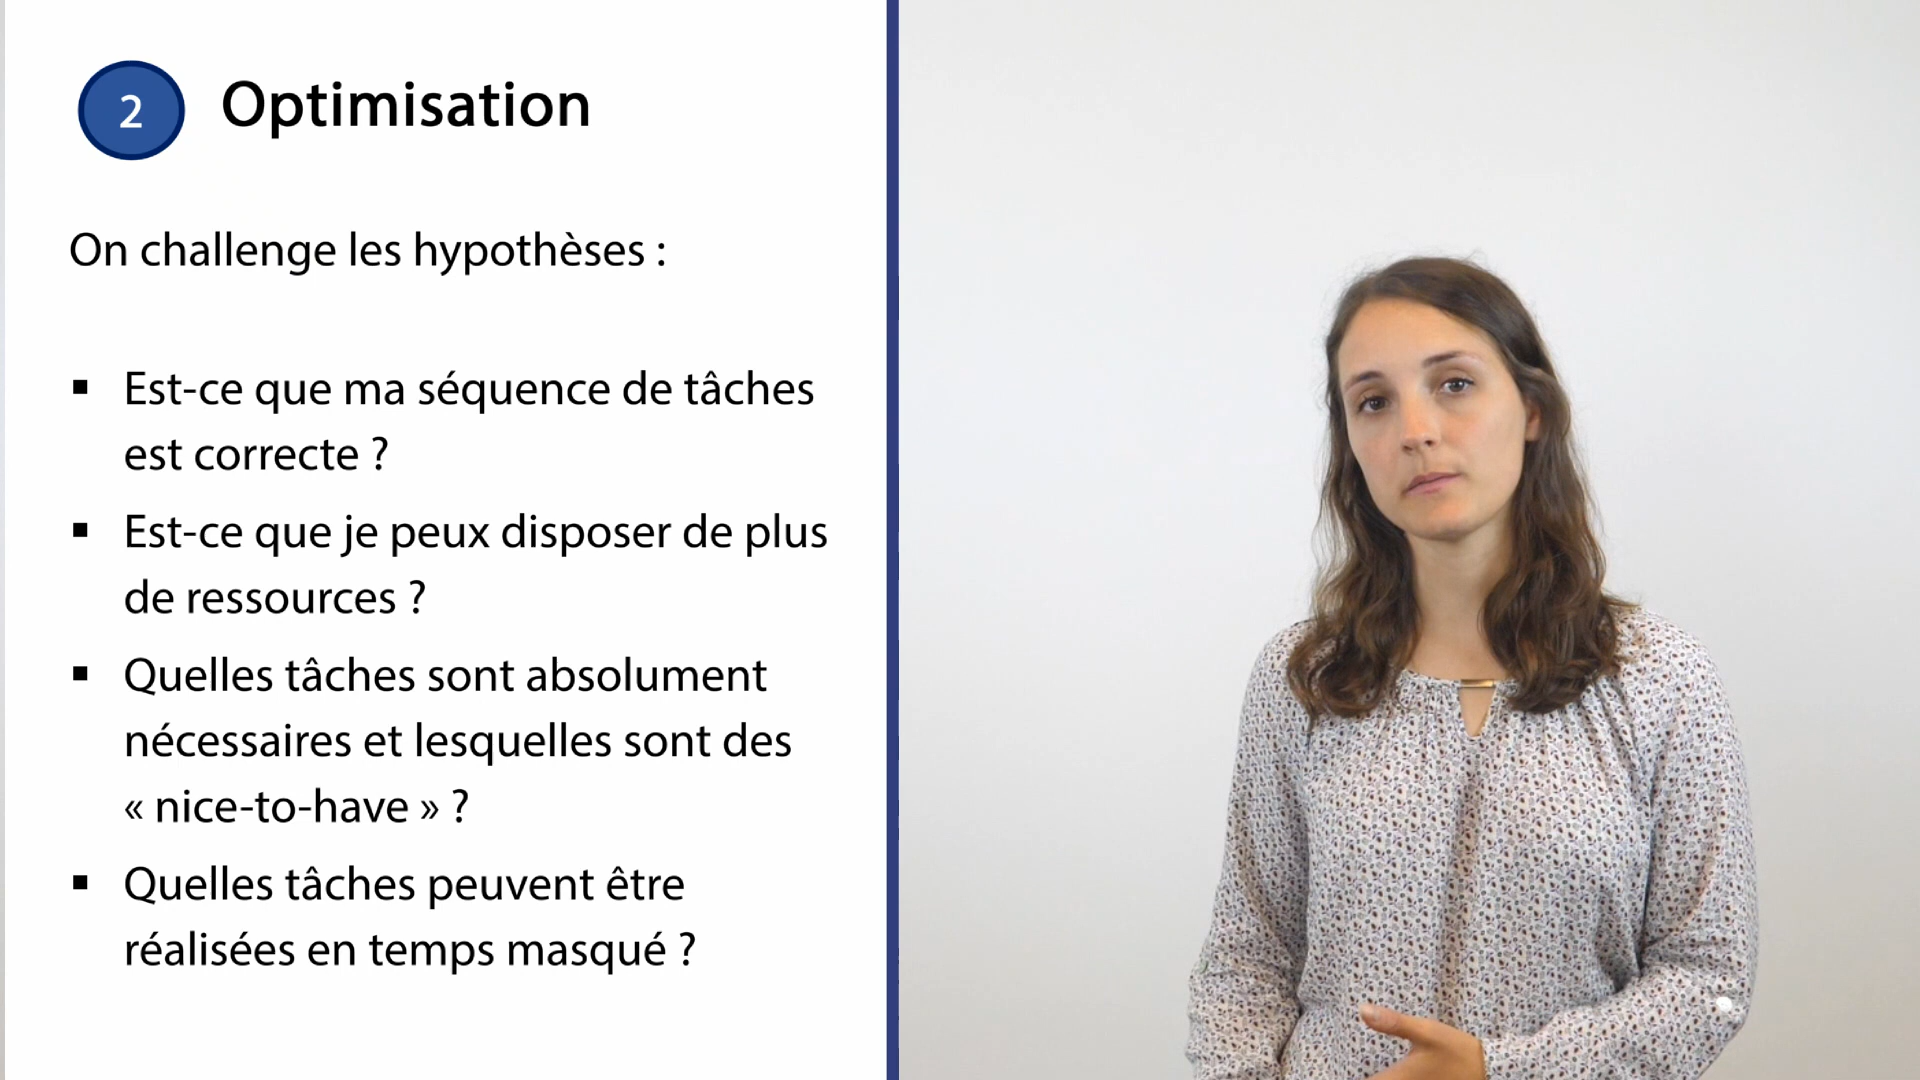 2 Optimisation
On challenge les hypothèses :
▪ Est-ce que ma séquence de tâches
est correcte ?
▪ Est-ce que je peux disposer de plus
de ressources ?
▪ Quelles tâches sont absolument
nécessaires et lesquelles sont des
« nice-to-have » ?
▪ Quelles tâches peuvent être
réalisées en temps masqué ?